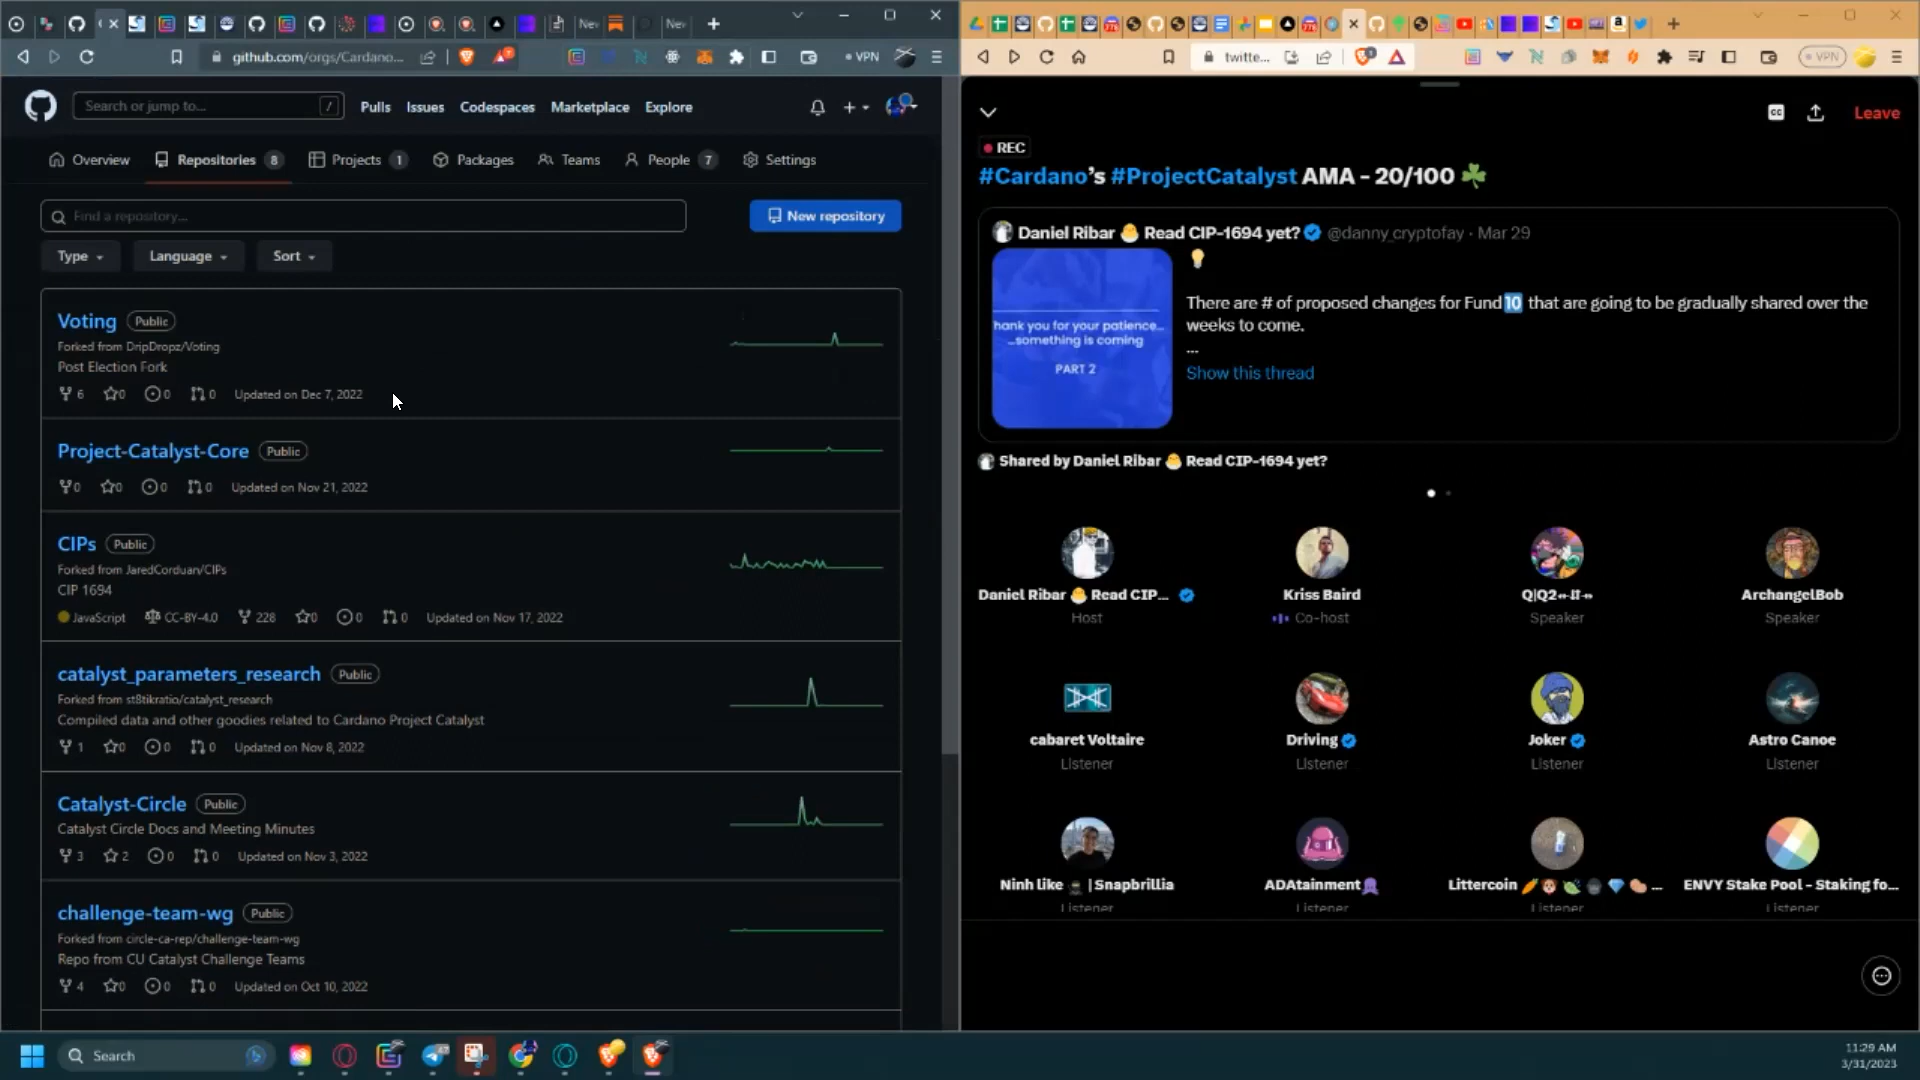 github.com/orgs/Cardano...
VPN
Search or jump to...
/
Pulls
Issues
Codespaces
Marketplace
Explore
Overview
Repositories 8
Projects 1
Packages
Teams
People 7
Settings
Find a repository...
New repository
Type
Language
Sort
Voting Public
Forked from DripDropz/Voting
Post Election Fork
6 0 0 0 Updated on Dec 7, 2022
Project-Catalyst-Core Public
0 0 0 0 Updated on Nov 21, 2022
CIPs Public
Forked from JaredCorduan/CIPs
CIP 1694
JavaScript CC-BY-4.0 228 0 0 0 Updated on Nov 17, 2022
catalyst_parameters_research Public
Forked from st8tikratio/catalyst_research
Compiled data and other goodies related to Cardano Project Catalyst
1 0 0 0 Updated on Nov 8, 2022
Catalyst-Circle Public
Catalyst Circle Docs and Meeting Minutes
3 2 0 0 Updated on Nov 3, 2022
challenge-team-wg Public
Forked from circle-ca-rep/challenge-team-wg
Repo from CU Catalyst Challenge Teams
4 0 0 0 Updated on Oct 10, 2022
twitte...
VPN
CC
Leave
REC
#Cardano’s #ProjectCatalyst AMA - 20/100 ☘️
Daniel Ribar 🐣 Read CIP-1694 yet? @danny_cryptofay · Mar 29
💡
There are # of proposed changes for Fund🔟 that are going to be gradually shared over the
weeks to come.
...
Show this thread
hank you for your patience...
...something is coming
PART 2
Shared by Daniel Ribar 🐣 Read CIP-1694 yet?
Daniel Ribar 🐣 Read CIP...
Host
Kriss Baird
Co-host
Speaker
ArchangelBob
Speaker
cabaret Voltaire
Listener
Driving
Listener
Joker
Listener
Astro Canoe
Listener
Ninh like | Snapbrillia
Listener
ADAtainment
Listener
Littercoin ...
Listener
ENVY Stake Pool - Staking fo...
Listener
Search
11:29 AM
3/31/2023